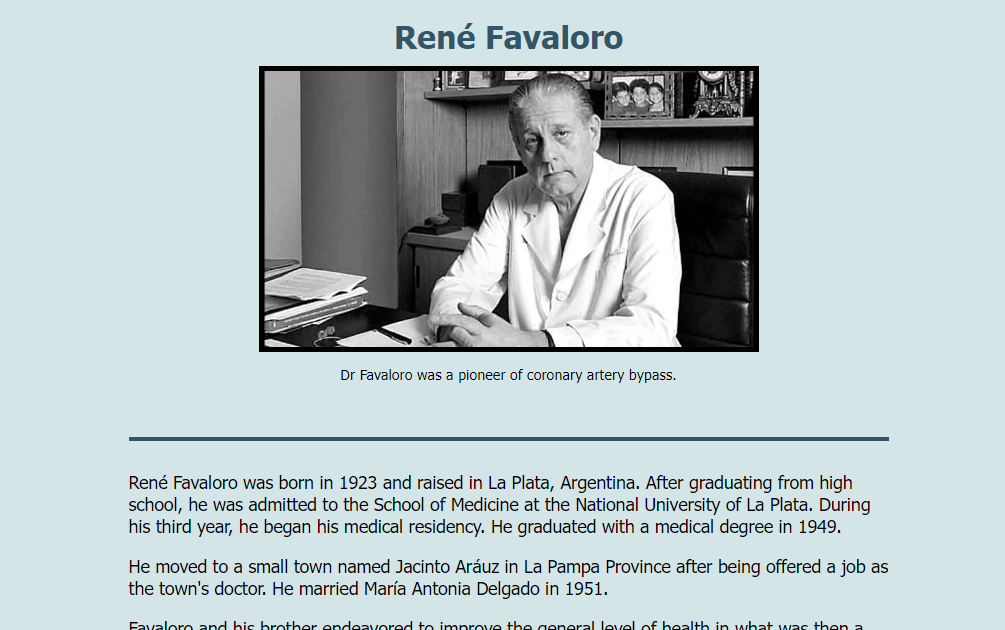 René Favaloro
Dr Favaloro was a pioneer of coronary artery bypass.
René Favaloro was born in 1923 and raised in La Plata, Argentina. After graduating from high
school, he was admitted to the School of Medicine at the National University of La Plata. During
his third year, he began his medical residency. He graduated with a medical degree in 1949.
He moved to a small town named Jacinto Aráuz in La Pampa Province after being offered a job as
the town's doctor. He married María Antonia Delgado in 1951.
Favaloro and his brother endeavored to improve the general level of health in what was then a